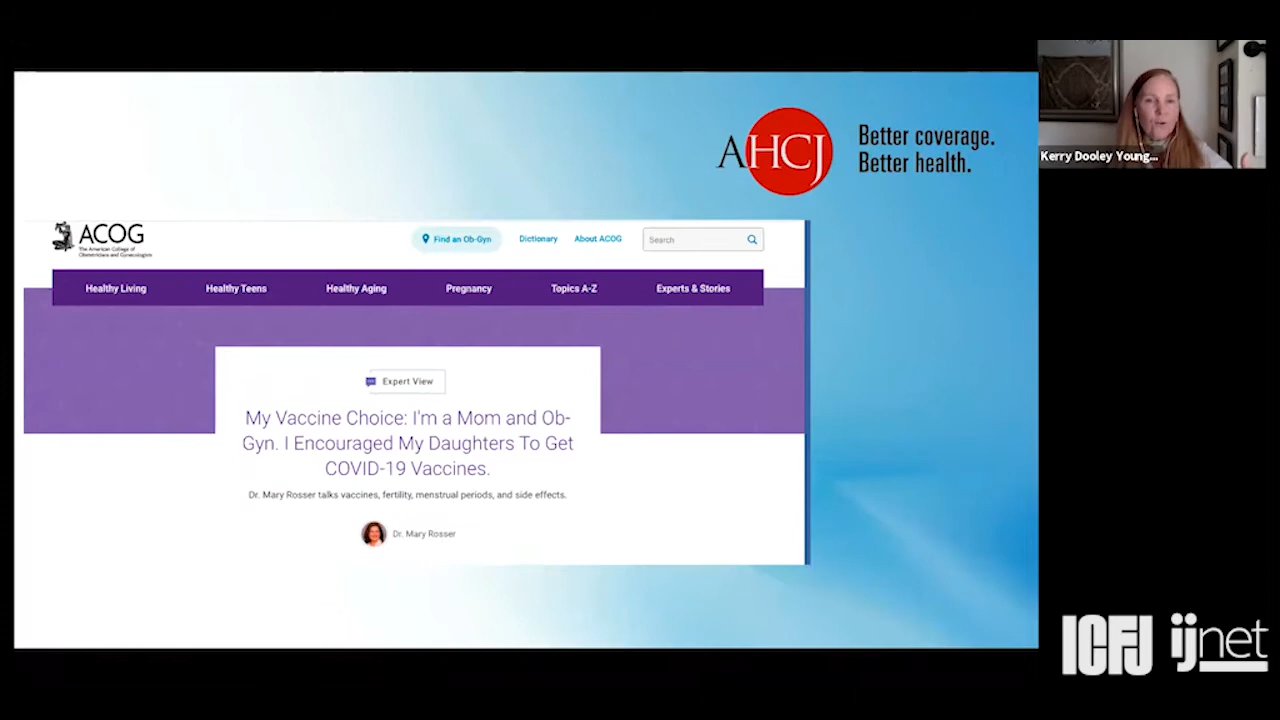 AHCJ
Better coverage.
Better health.
Kerry Dooley Young...
ACOG
The American College of
Obstetricians and Gynecologists
Find an Ob-Gyn
Dictionary
About ACOG
Search
Healthy Living
Healthy Teens
Healthy Aging
Pregnancy
Topics A-Z
Experts & Stories
Expert View
My Vaccine Choice: I'm a Mom and Ob-
Gyn. I Encouraged My Daughters To Get
COVID-19 Vaccines.
Dr. Mary Rosser talks vaccines, fertility, menstrual periods, and side effects.
Dr. Mary Rosser
ICFJ
ijnet